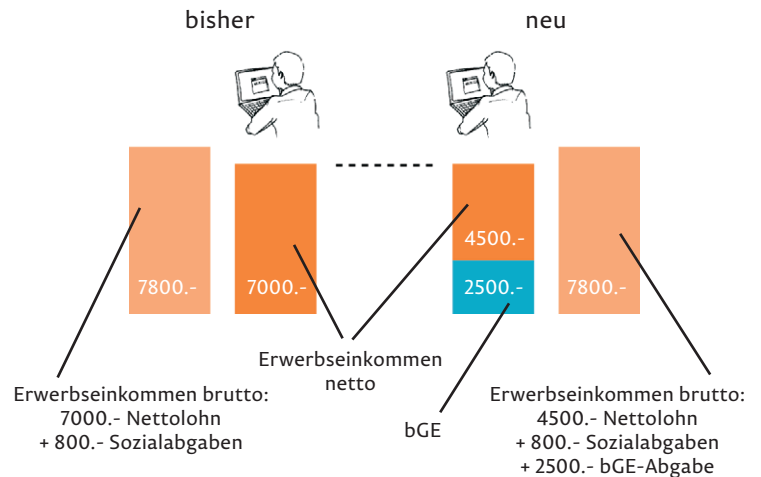 bisher
neu
7800.-
7000.-
4500.-
2500.-
7800.-
Erwerbseinkommen
netto
Erwerbseinkommen brutto:
7000.- Nettolohn
+ 800.- Sozialabgaben
bGE
Erwerbseinkommen brutto:
4500.- Nettolohn
+ 800.- Sozialabgaben
+ 2500.- bGE-Abgabe